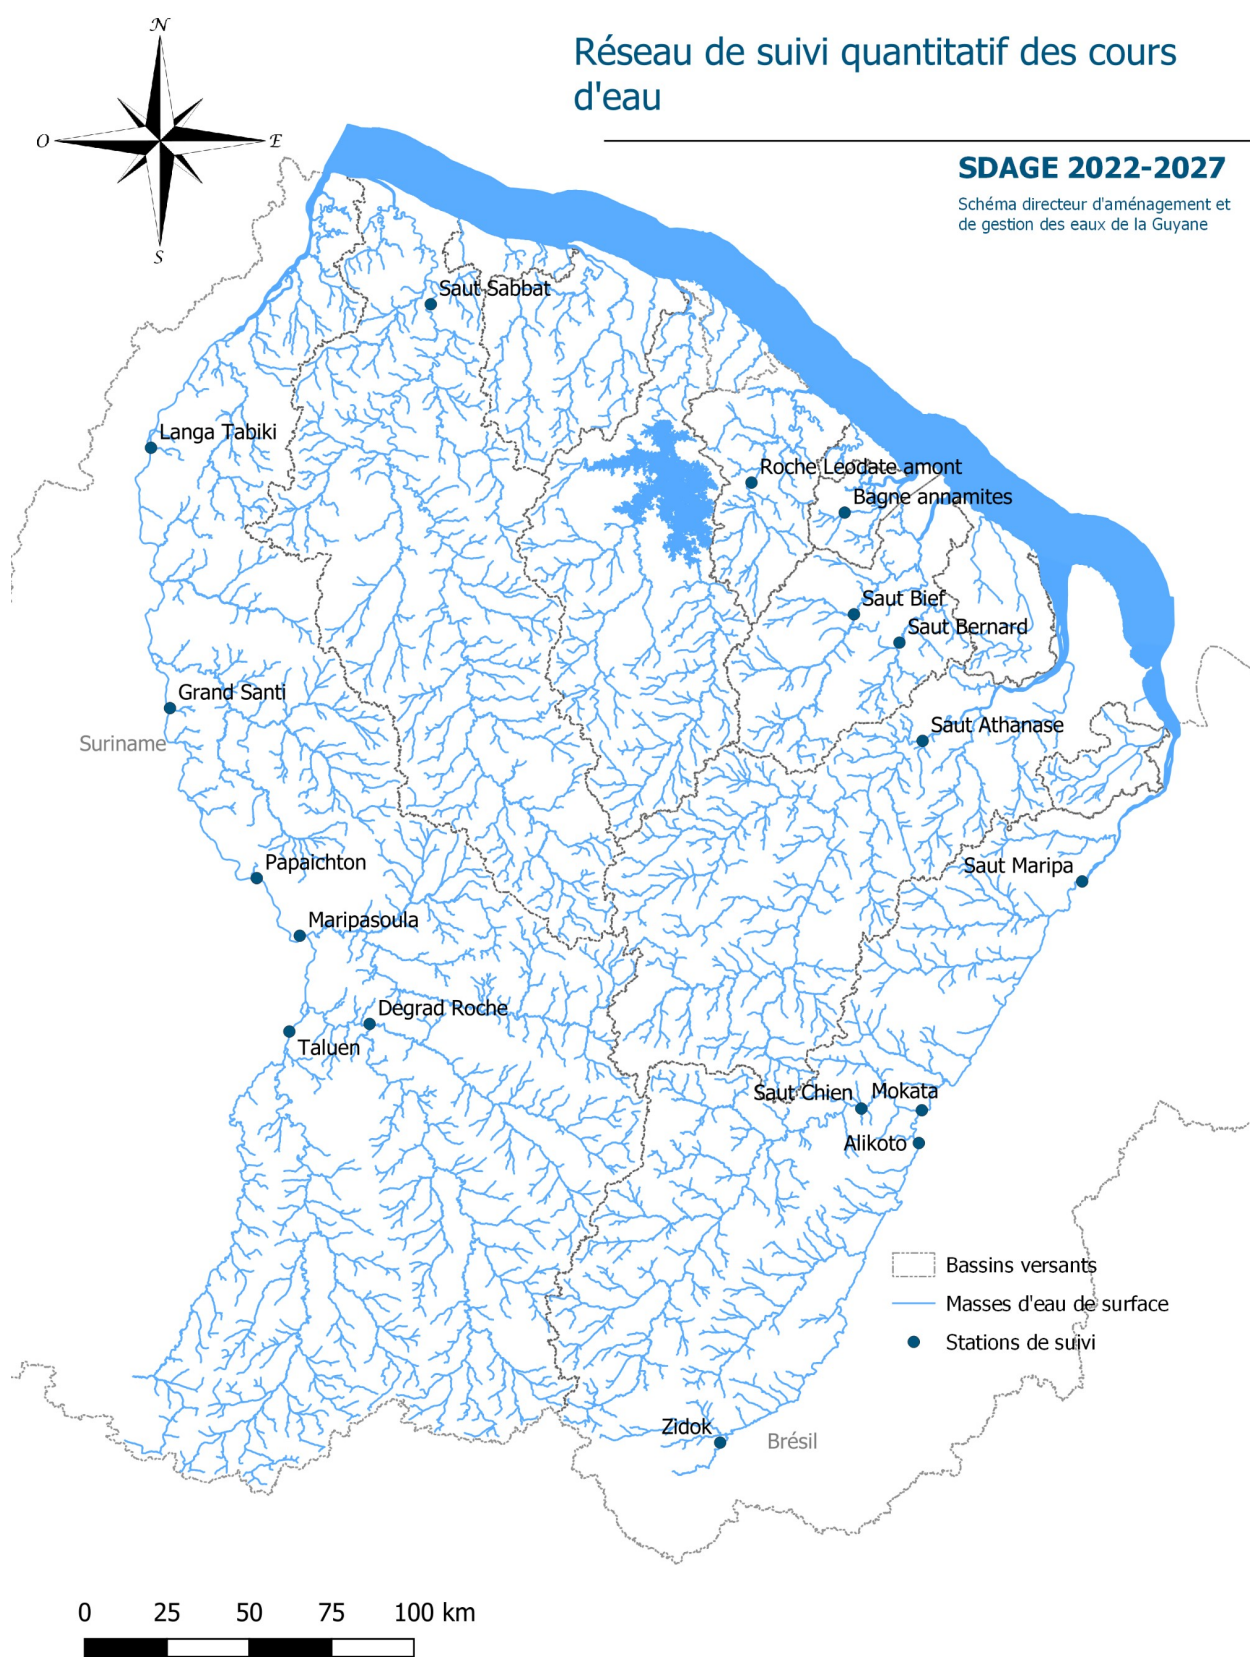 N
Réseau de suivi quantitatif des cours
d'eau
O
E
SDAGE 2022-2027
Schéma directeur d'aménagement et
de gestion des eaux de la Guyane
S
Saut Sabbat
Langa Tabiki
Roche Leodate amont
Bagne annamites
Saut Bief
Saut Bernard
Grand Santi
Saut Athanase
Suriname
Papaichton
Saut Maripa
Maripasoula
Degrad Roche
Taluen
Saut Chien
Mokata
Alikoto
Bassins versants
Masses d'eau de surface
Stations de suivi
Zidok
Brésil
0 25 50 75 100 km